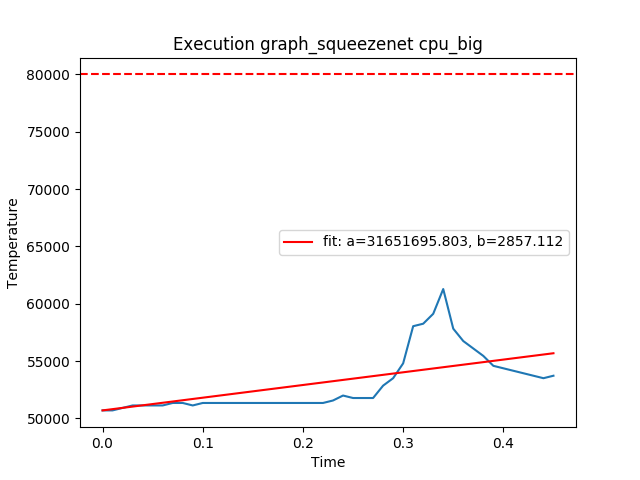 Execution graph_squeezenet cpu_big
80000
75000
70000
65000
60000
55000
50000
Temperature
fit: a=31651695.803, b=2857.112
0.0 0.1 0.2 0.3 0.4
Time